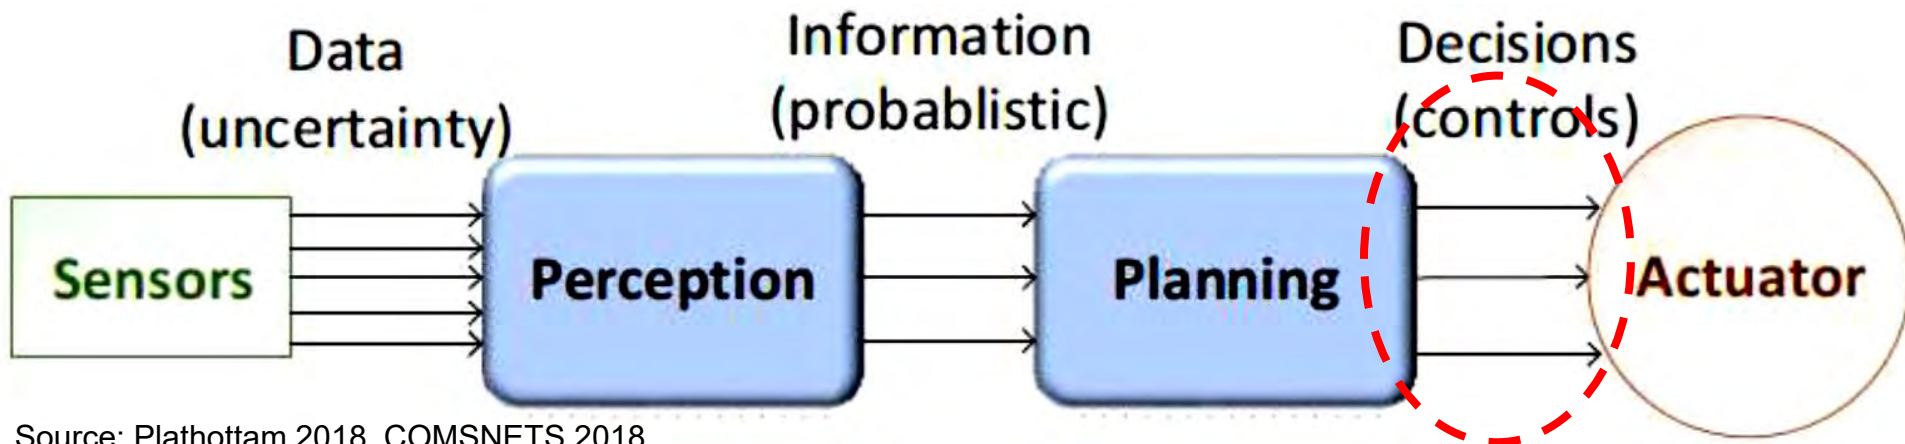 Data
(uncertainty)
Information
(probablistic)
Decisions
(controls)
Sensors
Perception
Planning
Actuator
Source: Plathottam 2018, COMSNETS 2018